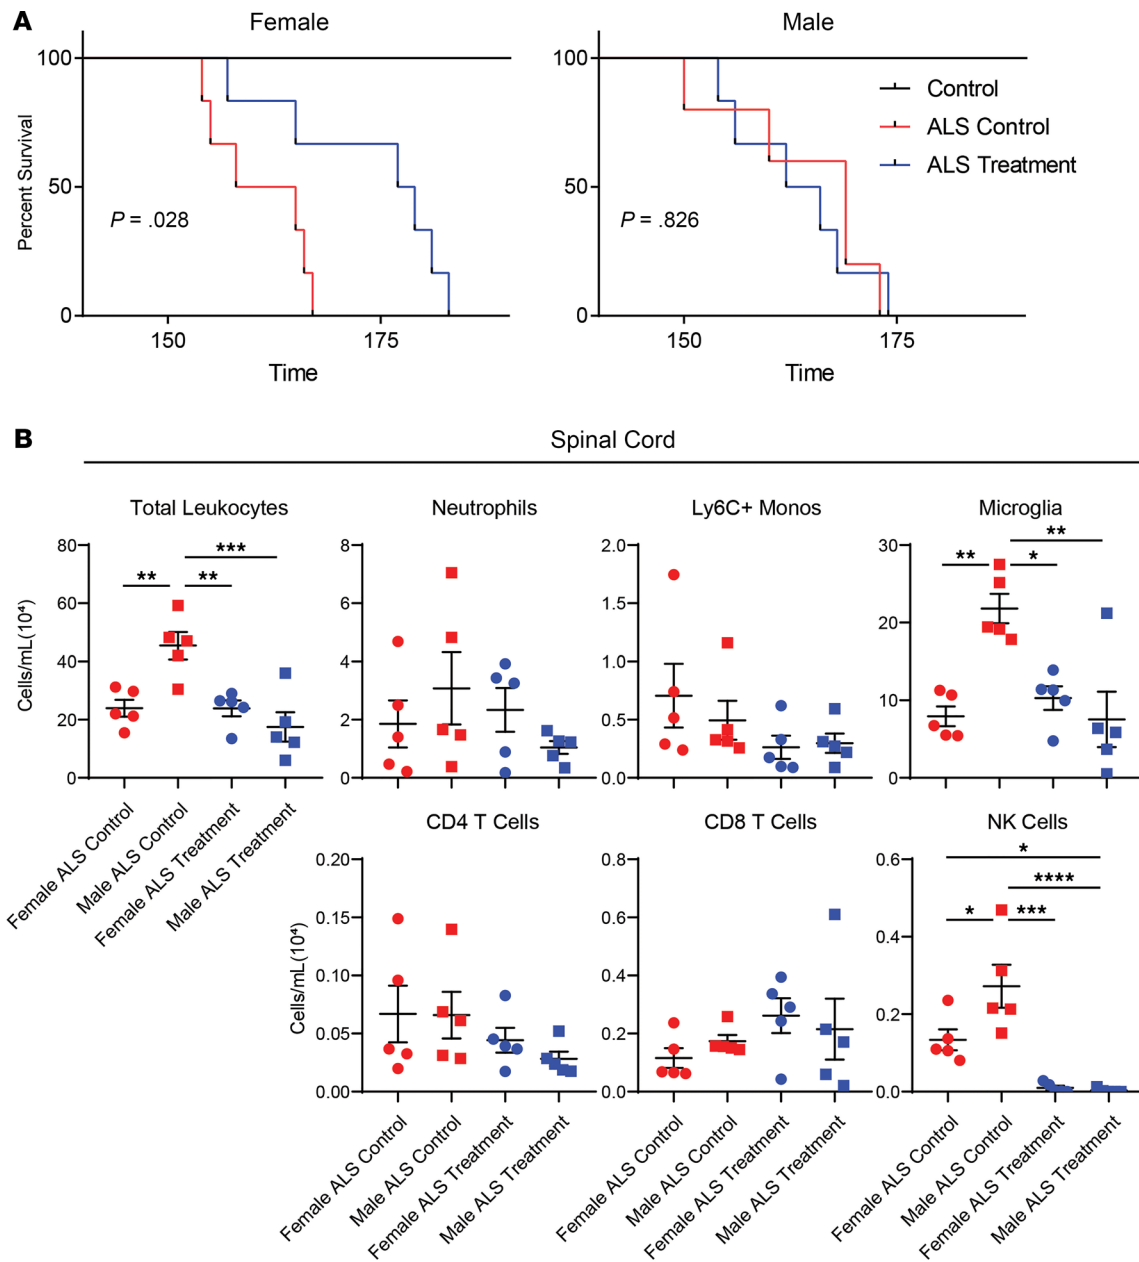 A
Female
Male
Percent Survival
100
50
0
P = .028
150
175
Time
100
50
0
P = .826
150
175
Time
Control
ALS Control
ALS Treatment
B
Spinal Cord
Total Leukocytes
Cells/mL(10⁴)
80
60
40
20
0
**
**
***
Female ALS Control
Male ALS Control
Female ALS Treatment
Male ALS Treatment
Neutrophils
8
6
4
2
0
Ly6C+ Monos
2.0
1.5
1.0
0.5
0.0
Microglia
30
20
10
0
**
*
**
CD4 T Cells
Cells/mL(10⁴)
0.20
0.15
0.10
0.05
0.00
Female ALS Control
Male ALS Control
Female ALS Treatment
Male ALS Treatment
CD8 T Cells
0.8
0.6
0.4
0.2
0.0
Female ALS Control
Male ALS Control
Female ALS Treatment
Male ALS Treatment
NK Cells
0.6
0.4
0.2
0.0
*
****
*
***
Female ALS Control
Male ALS Control
Female ALS Treatment
Male ALS Treatment